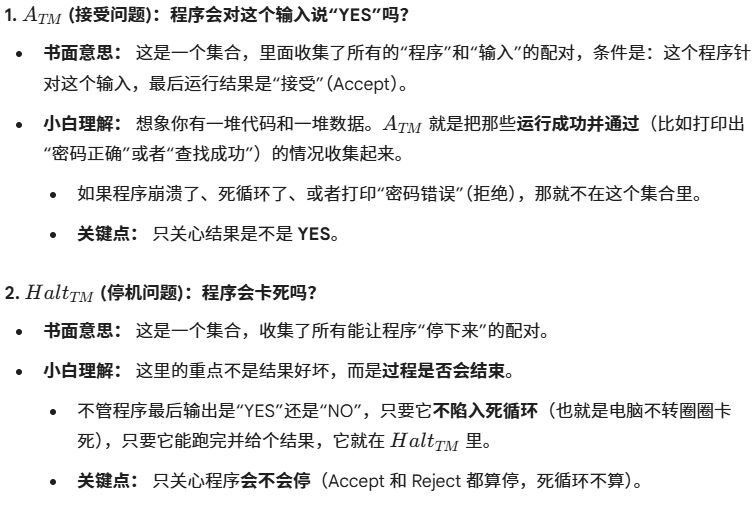 1. A_TM (接受问题)：程序会对这个输入说“YES”吗？
• 书面意思： 这是一个集合，里面收集了所有的“程序”和“输入”的配对，条件是：这个程序针
对这个输入，最后运行结果是“接受”（Accept）。
• 小白理解： 想象你有一堆代码和一堆数据。A_TM 就是把那些运行成功并通过（比如打印出
“密码正确”或者“查找成功”）的情况收集起来。
• 如果程序崩溃了、死循环了、或者打印“密码错误”（拒绝），那就不在这个集合里。
• 关键点： 只关心结果是不是 YES。
2. Halt_TM (停机问题)：程序会卡死吗？
• 书面意思： 这是一个集合，收集了所有能让程序“停下来”的配对。
• 小白理解： 这里的重点不是结果好坏，而是过程是否会结束。
• 不管程序最后输出是“YES”还是“NO”，只要它不陷入死循环（也就是电脑不转圈圈卡
死），只要它能跑完并给个结果，它就在 Halt_TM 里。
• 关键点： 只关心程序会不会停（Accept 和 Reject 都算停，死循环不算）。